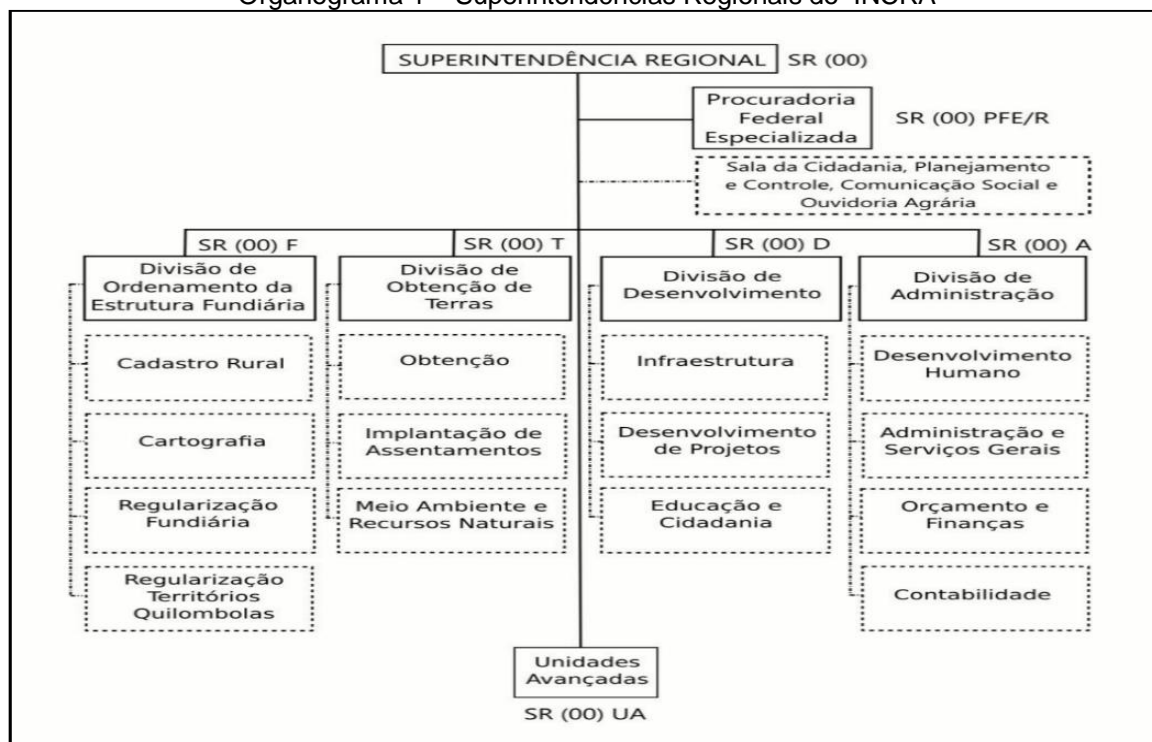 Organograma 1 – Superintendências Regionais do INCRA
SUPERINTENDÊNCIA REGIONAL
SR (00)
Procuradoria
Federal
Especializada
SR (00) PFE/R
Sala da Cidadania, Planejamento
e Controle, Comunicação Social e
Ouvidoria Agrária
SR (00) F
Divisão de
Ordenamento da
Estrutura Fundiária
Cadastro Rural
Cartografia
Regularização
Fundiária
Regularização
Territórios
Quilombolas
SR (00) T
Divisão de
Obtenção de
Terras
Obtenção
Implantação de
Assentamentos
Meio Ambiente e
Recursos Naturais
SR (00) D
Divisão de
Desenvolvimento
Infraestrutura
Desenvolvimento
de Projetos
Educação e
Cidadania
SR (00) A
Divisão de
Administração
Desenvolvimento
Humano
Administração e
Serviços Gerais
Orçamento e
Finanças
Contabilidade
Unidades
Avançadas
SR (00) UA